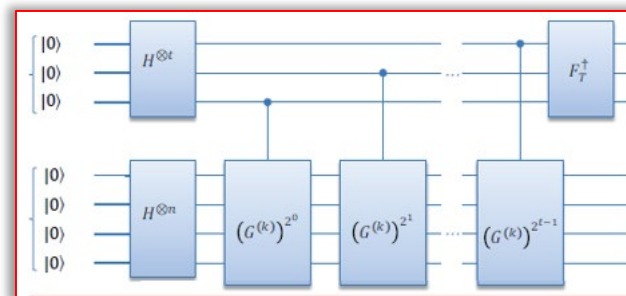 |0⟩
|0⟩ H^{⊗t} ... F_T^†
|0⟩
|0⟩
|0⟩ H^{⊗n} (G^{(k)})^{2^0} (G^{(k)})^{2^1} ... (G^{(k)})^{2^{t-1}}
|0⟩
|0⟩